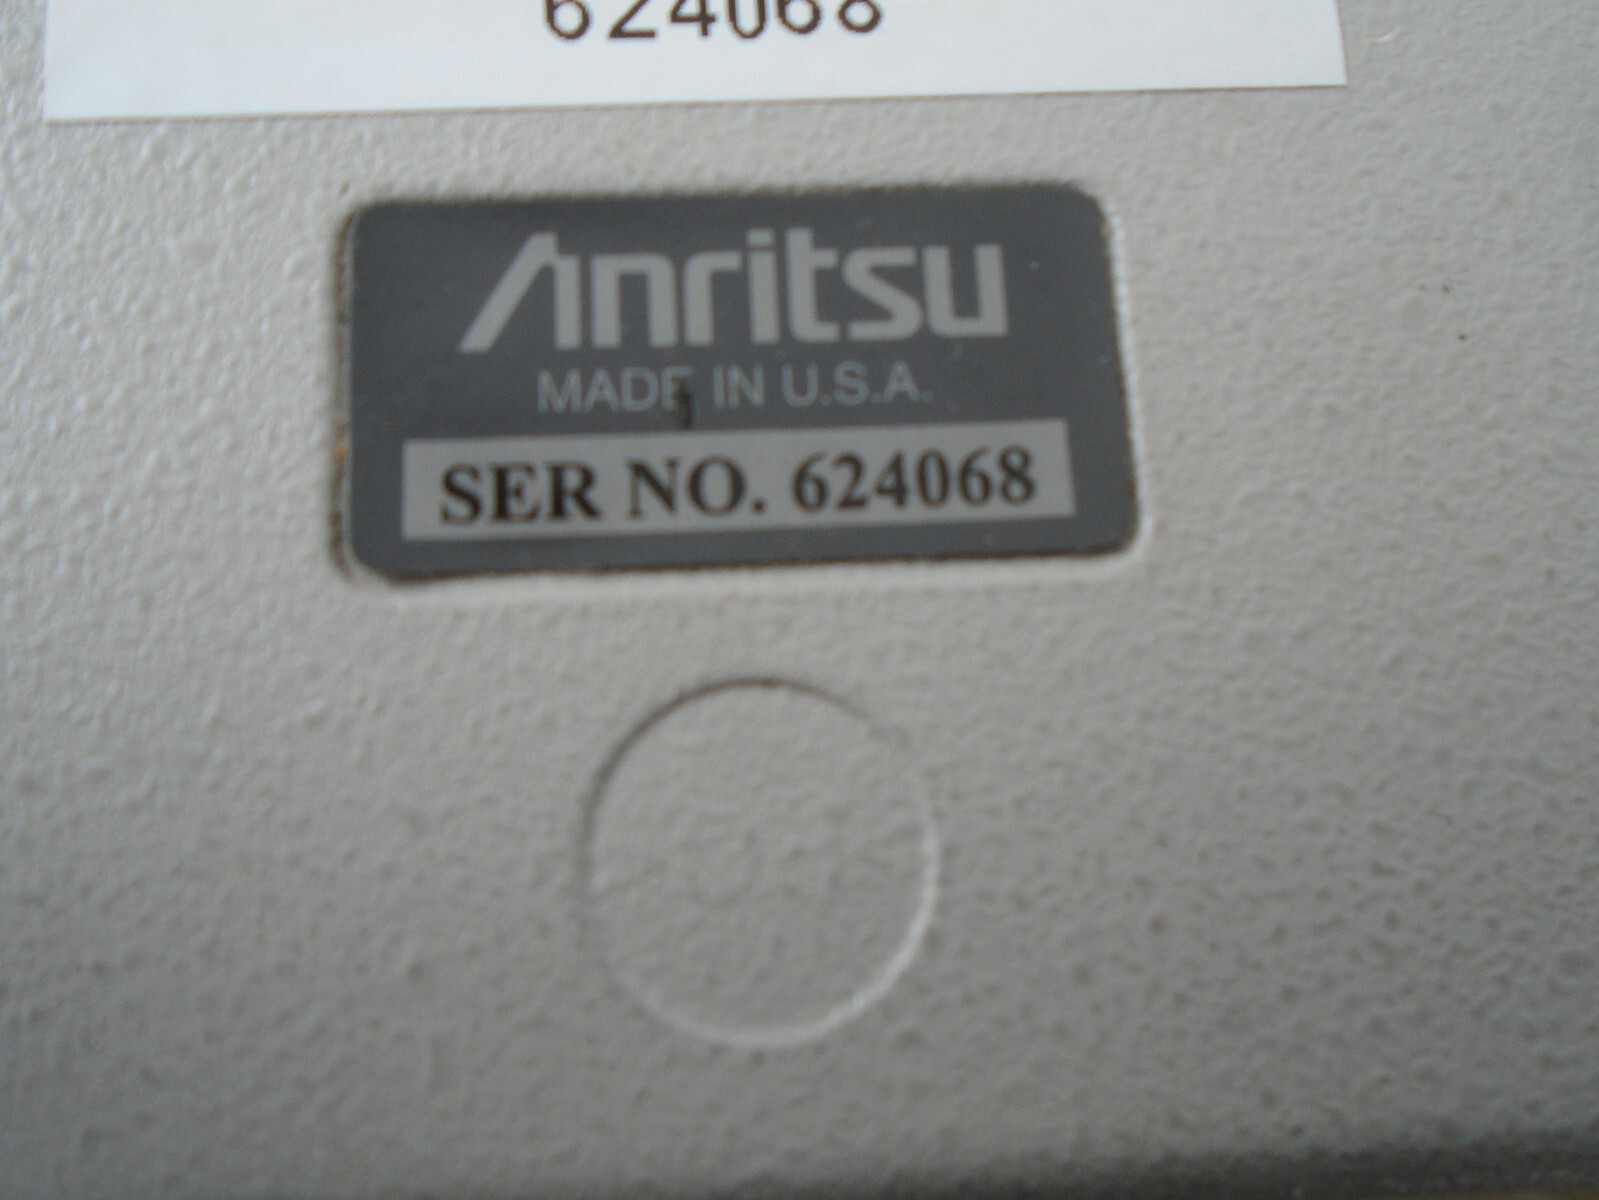 624068
Anritsu
MADE IN U.S.A.
SER NO. 624068